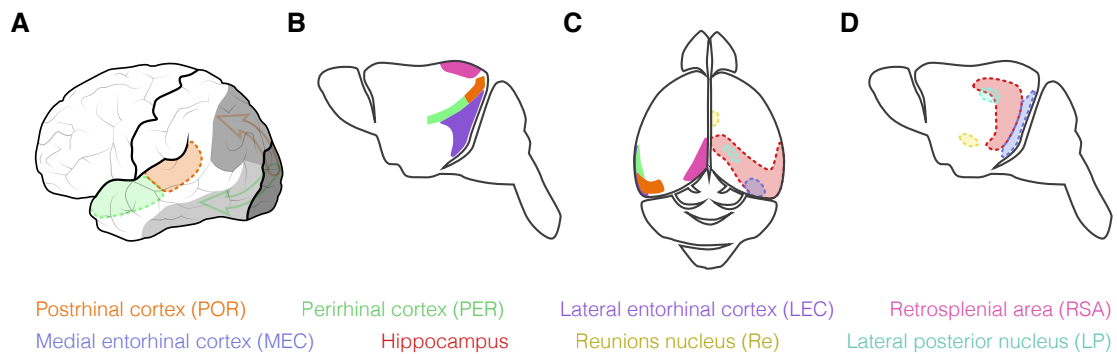 A B C D
Postrhinal cortex (POR) Perirhinal cortex (PER) Lateral entorhinal cortex (LEC) Retrosplenial area (RSA)
Medial entorhinal cortex (MEC) Hippocampus Reunions nucleus (Re) Lateral posterior nucleus (LP)